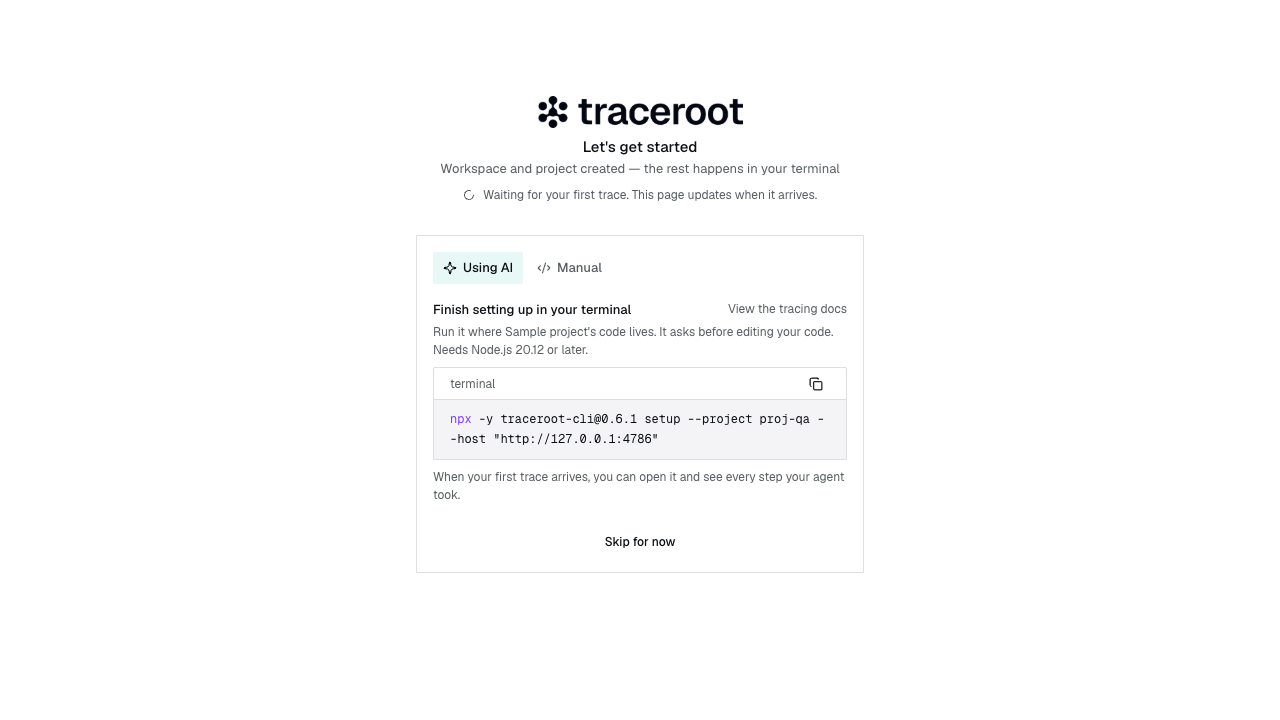 traceroot
Let's get started
Workspace and project created — the rest happens in your terminal
Waiting for your first trace. This page updates when it arrives.
Using AI
Manual
Finish setting up in your terminal
View the tracing docs
Run it where Sample project's code lives. It asks before editing your code.
Needs Node.js 20.12 or later.
terminal
npx -y traceroot-cli@0.6.1 setup --project proj-qa -
-host "http://127.0.0.1:4786"
When your first trace arrives, you can open it and see every step your agent
took.
Skip for now